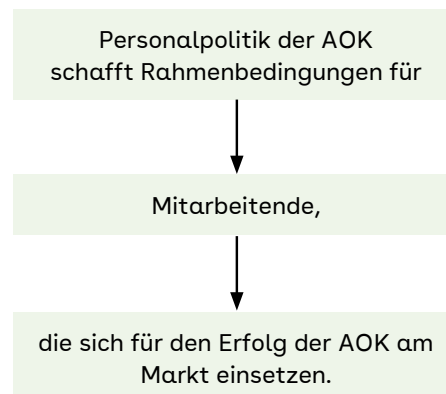 Personalpolitik der AOK
schafft Rahmenbedingungen für
Mitarbeitende,
die sich für den Erfolg der AOK am
Markt einsetzen.